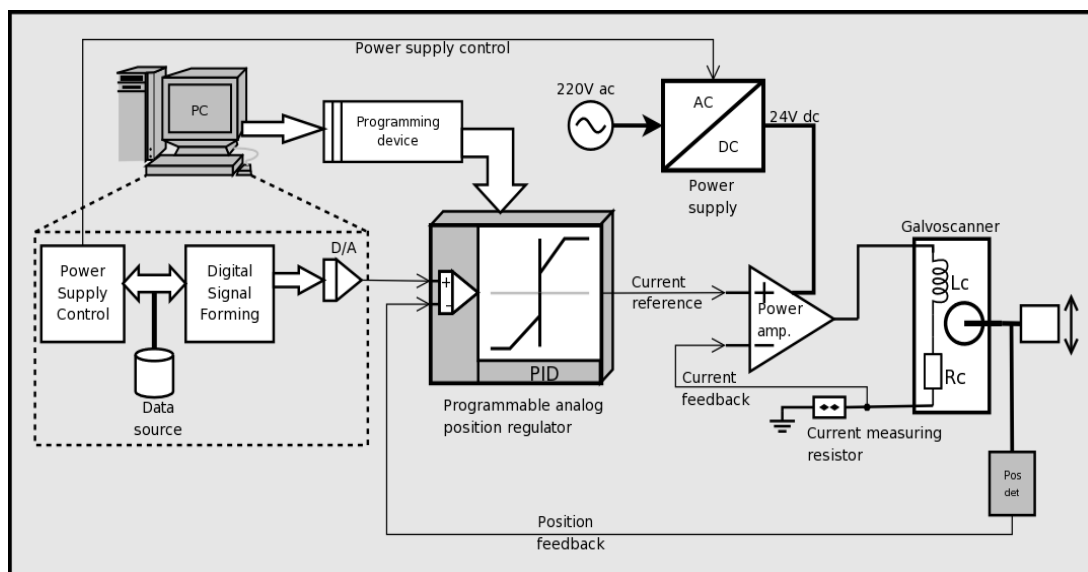 Power supply control
PC
Programming
device
220V ac
AC
DC
24V dc
Power
supply
Galvoscanner
Lc
Rc
D/A
Power
Supply
Control
Digital
Signal
Forming
Data
source
+
−
PID
Programmable analog
position regulator
Current
reference
+
Power
amp.
−
Current
feedback
Current measuring
resistor
Pos
det
Position
feedback